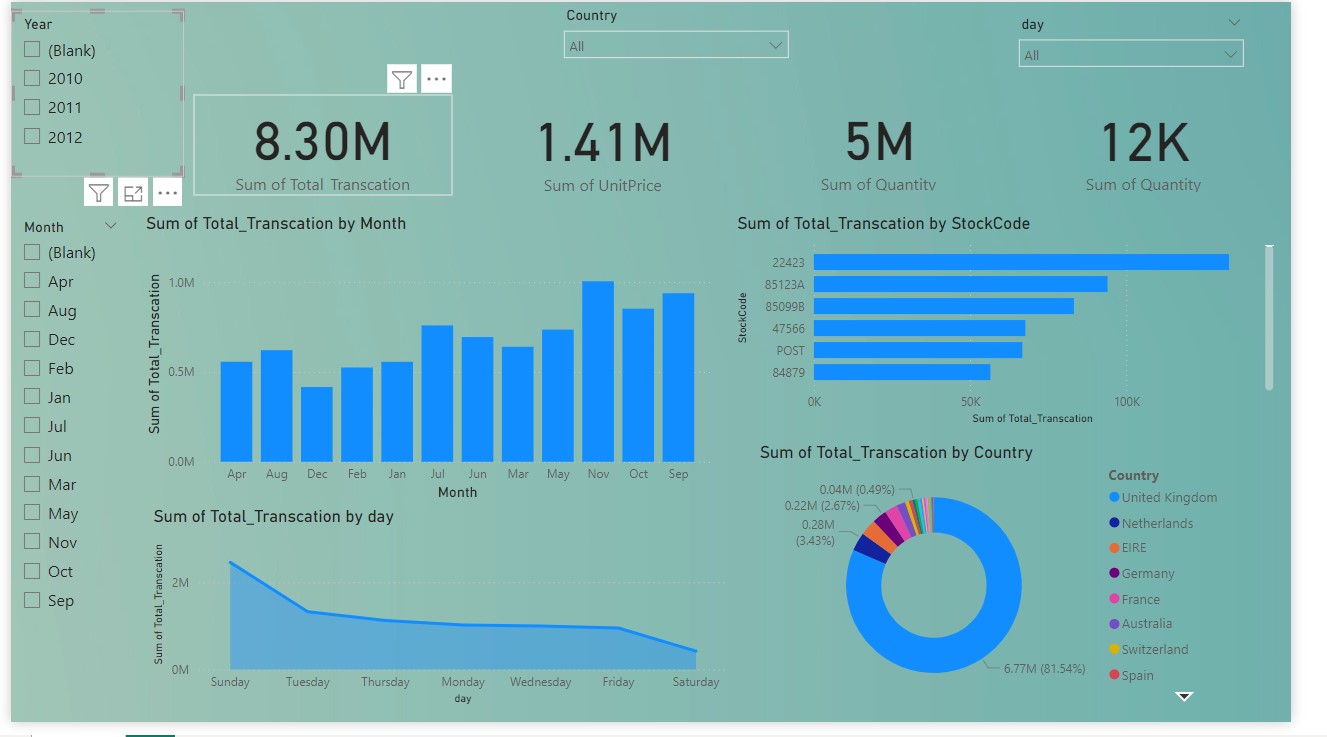 Year
(Blank)
2010
2011
2012
Country
All
day
All
8.30M
Sum of Total_Transcation
1.41M
Sum of UnitPrice
5M
Sum of Quantity
12K
Sum of Quantity
Month
(Blank)
Apr
Aug
Dec
Feb
Jan
Jul
Jun
Mar
May
Nov
Oct
Sep
Sum of Total_Transcation by Month
Sum of Total_Transcation
1.0M
0.5M
0.0M
Apr Aug Dec Feb Jan Jul Jun Mar May Nov Oct Sep
Month
Sum of Total_Transcation by StockCode
StockCode
22423
85123A
85099B
47566
POST
84879
0K 50K 100K
Sum of Total_Transcation
Sum of Total_Transcation by day
Sum of Total_Transcation
2M
0M
Sunday Tuesday Thursday Monday Wednesday Friday Saturday
day
Sum of Total_Transcation by Country
0.04M (0.49%)
0.22M (2.67%)
0.28M
(3.43%)
6.77M (81.54%)
Country
United Kingdom
Netherlands
EIRE
Germany
France
Australia
Switzerland
Spain